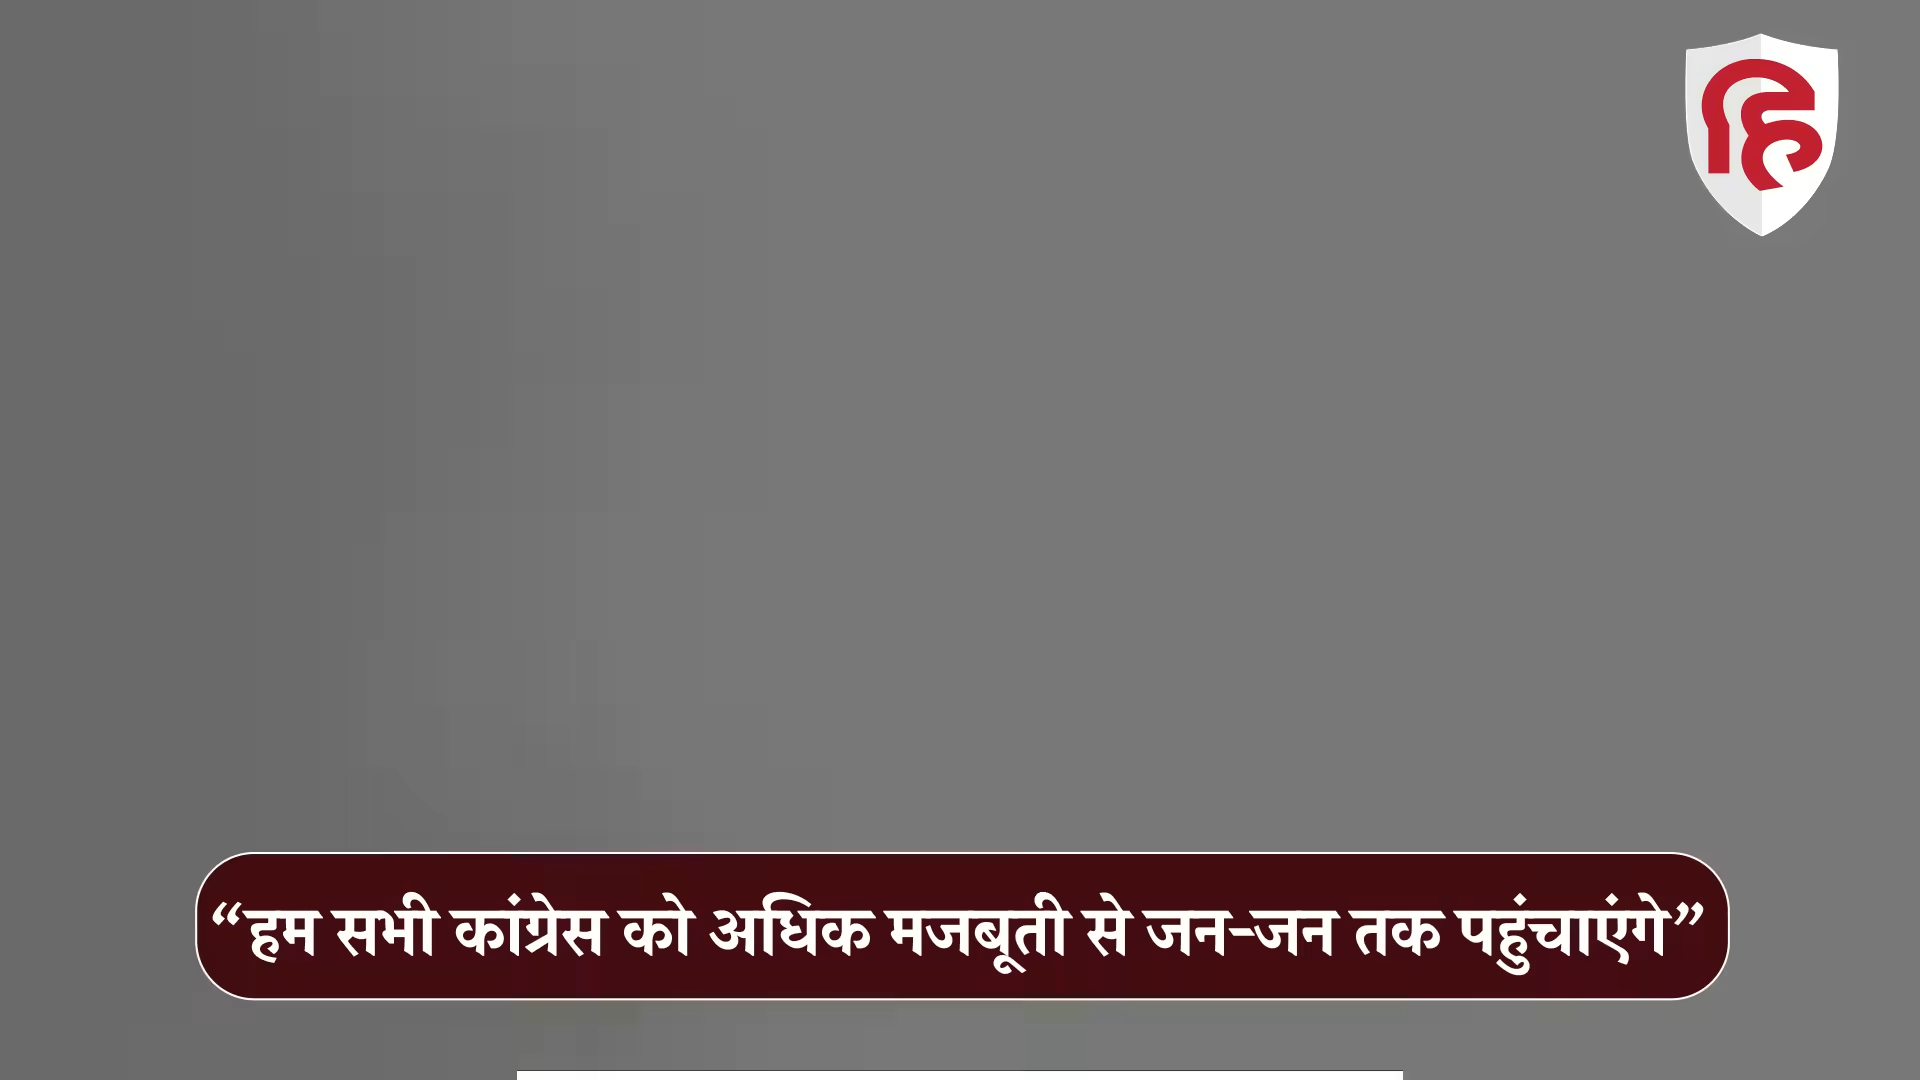 हि
“हम सभी कांग्रेस को अधिक मजबूती से जन-जन तक पहुंचाएंगे”